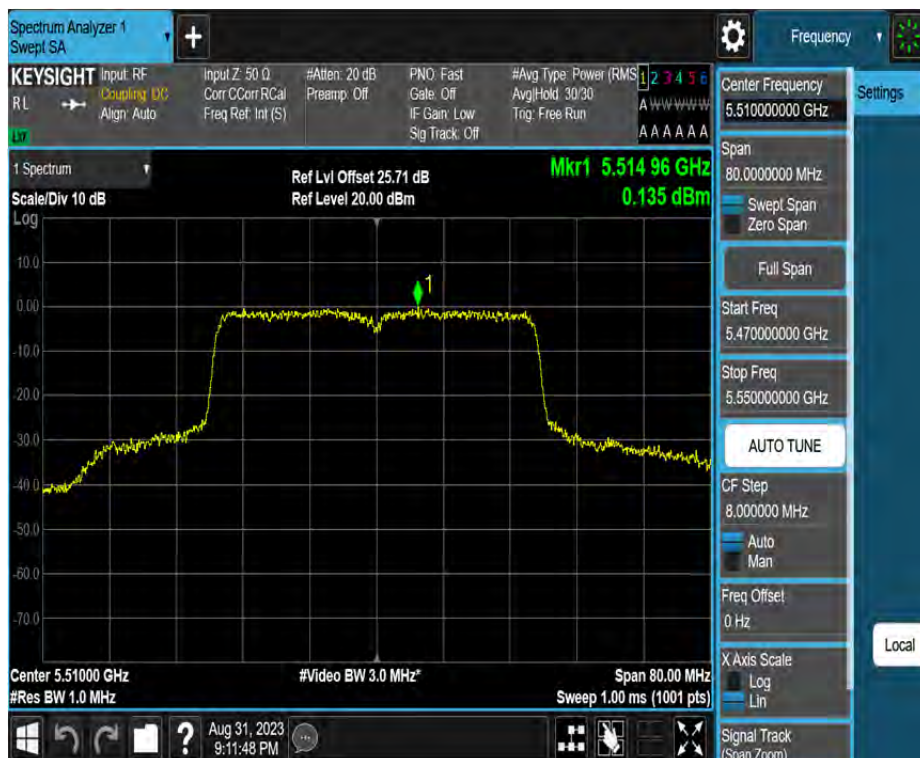 Spectrum Analyzer 1
Swept SA
+
Frequency
KEYSIGHT
RL
LXI
Input: RF
Coupling: DC
Align: Auto
Input Z: 50 Ω
Corr CCorr RCal
Freq Ref: Int (S)
#Atten: 20 dB
Preamp: Off
PNO: Fast
Gate: Off
IF Gain: Low
Sig Track: Off
#Avg Type: Power (RMS
Avg|Hold: 30/30
Trig: Free Run
1 2 3 4 5 6
A W W W W W
A A A A A A
1 Spectrum
Scale/Div 10 dB
Log
Ref Lvl Offset 25.71 dB
Ref Level 20.00 dBm
Mkr1 5.514 96 GHz
0.135 dBm
1
10.0
0.00
-10.0
-20.0
-30.0
-40.0
-50.0
-60.0
-70.0
Center 5.51000 GHz
#Res BW 1.0 MHz
#Video BW 3.0 MHz*
Span 80.00 MHz
Sweep 1.00 ms (1001 pts)
?
Aug 31, 2023
9:11:48 PM
Center Frequency
5.510000000 GHz
Settings
Span
80.0000000 MHz
Swept Span
Zero Span
Full Span
Start Freq
5.470000000 GHz
Stop Freq
5.550000000 GHz
AUTO TUNE
CF Step
8.000000 MHz
Auto
Man
Freq Offset
0 Hz
Local
X Axis Scale
Log
Lin
Signal Track
(Span Zoom)